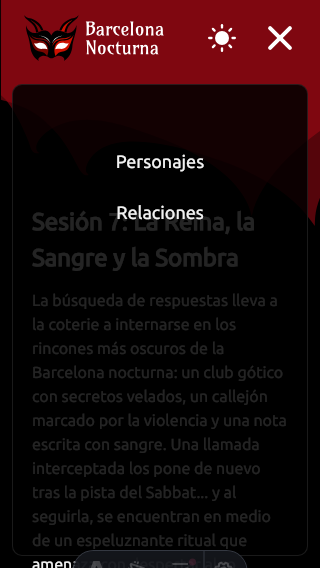 Barcelona
Nocturna
Personajes
Relaciones
Sesión 7: La Reina, la
Sangre y la Sombra
La búsqueda de respuestas lleva a
la coterie a internarse en los
rincones más oscuros de la
Barcelona nocturna: un club gótico
con secretos velados, un callejón
marcado por la violencia y una nota
escrita con sangre. Una llamada
interceptada los pone de nuevo
tras la pista del Sabbat... y al
seguirla, se encuentran en medio
de un espeluznante ritual que